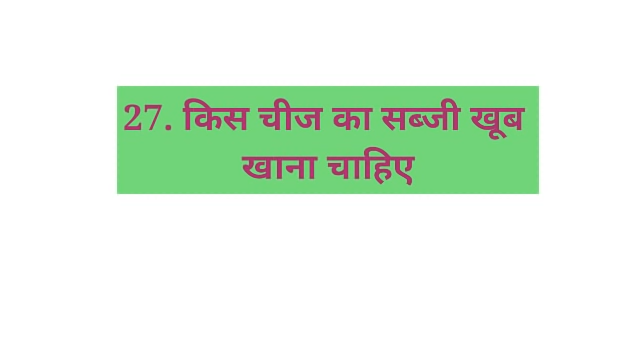 27. किस चीज का सब्जी खूब
खाना चाहिए